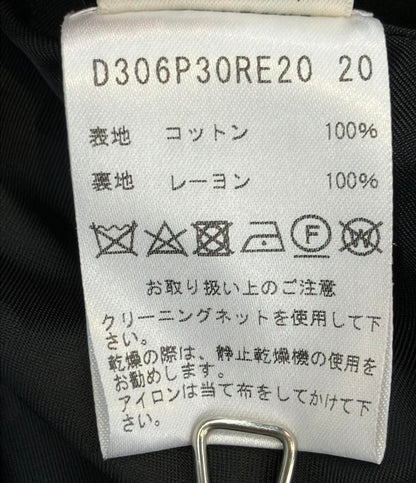 D306P30RE20 20
表地 コットン 100%
裏地 レーヨン 100%
F W
お取り扱い上のご注意
クリーニングネットを使用して下
さい。
乾燥の際は、静止乾燥機の使用を
お勧めします。
アイロンは当て布をしてかけて下
さい。